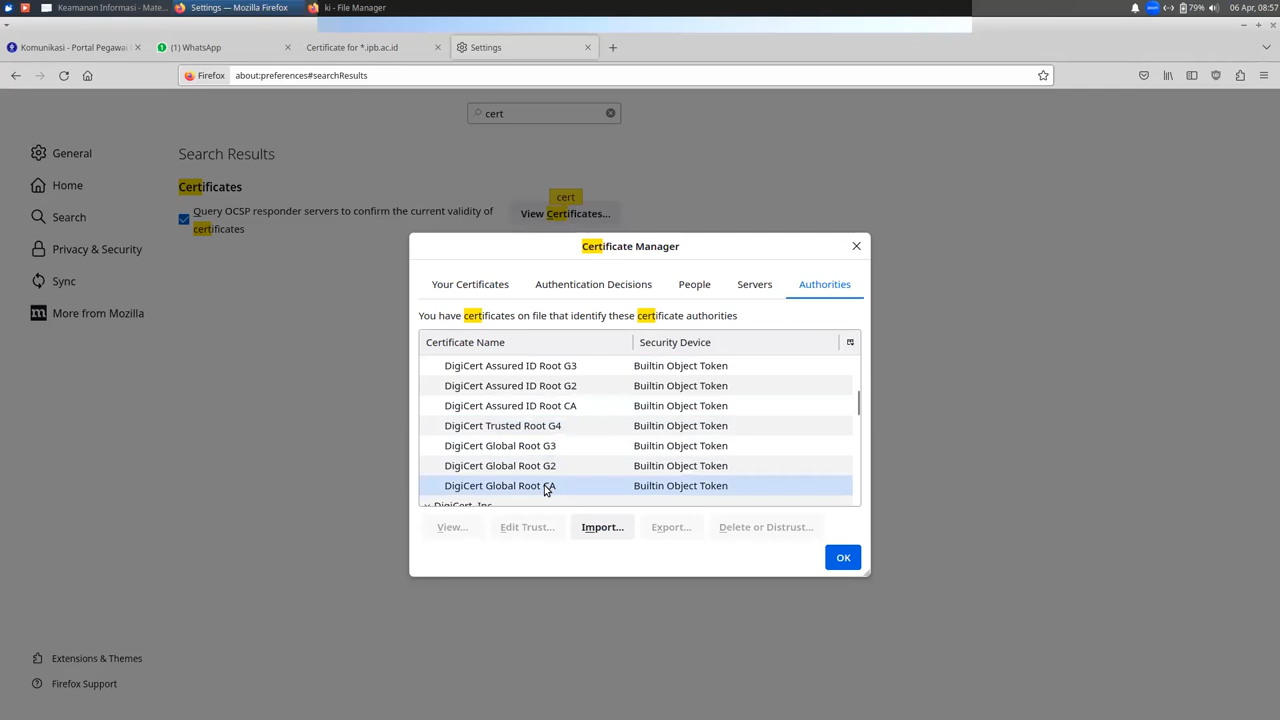 Keamanan Informasi - Mate...
Settings — Mozilla Firefox
ki - File Manager
79%
06 Apr, 08:57
Komunikasi - Portal Pegawai
(1) WhatsApp
Certificate for *.ipb.ac.id
Settings
Firefox
about:preferences#searchResults
cert
General
Home
Search
Privacy & Security
Sync
More from Mozilla
Search Results
Certificates
Query OCSP responder servers to confirm the current validity of
certificates
cert
View Certificates...
Certificate Manager
Your Certificates
Authentication Decisions
People
Servers
Authorities
You have certificates on file that identify these certificate authorities
Certificate Name
Security Device
DigiCert Assured ID Root G3 Builtin Object Token
DigiCert Assured ID Root G2 Builtin Object Token
DigiCert Assured ID Root CA Builtin Object Token
DigiCert Trusted Root G4 Builtin Object Token
DigiCert Global Root G3 Builtin Object Token
DigiCert Global Root G2 Builtin Object Token
DigiCert Global Root CA Builtin Object Token
DigiCert, Inc.
View...
Edit Trust...
Import...
Export...
Delete or Distrust...
OK
Extensions & Themes
Firefox Support